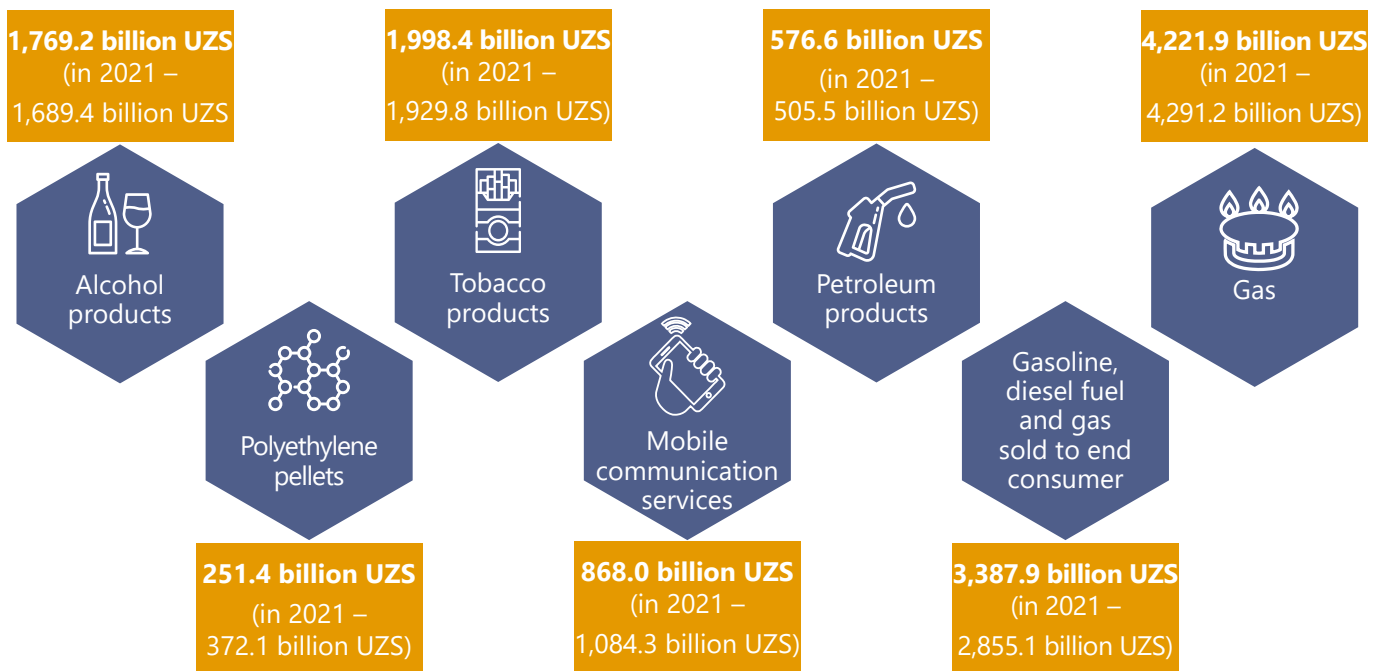 1,769.2 billion UZS
(in 2021 –
1,689.4 billion UZS
1,998.4 billion UZS
(in 2021 –
1,929.8 billion UZS)
576.6 billion UZS
(in 2021 –
505.5 billion UZS)
4,221.9 billion UZS
(in 2021 –
4,291.2 billion UZS)
Alcohol
products
Tobacco
products
Petroleum
products
Gas
Polyethylene
pellets
Mobile
communication
services
Gasoline,
diesel fuel
and gas
sold to end
consumer
251.4 billion UZS
(in 2021 –
372.1 billion UZS)
868.0 billion UZS
(in 2021 –
1,084.3 billion UZS)
3,387.9 billion UZS
(in 2021 –
2,855.1 billion UZS)